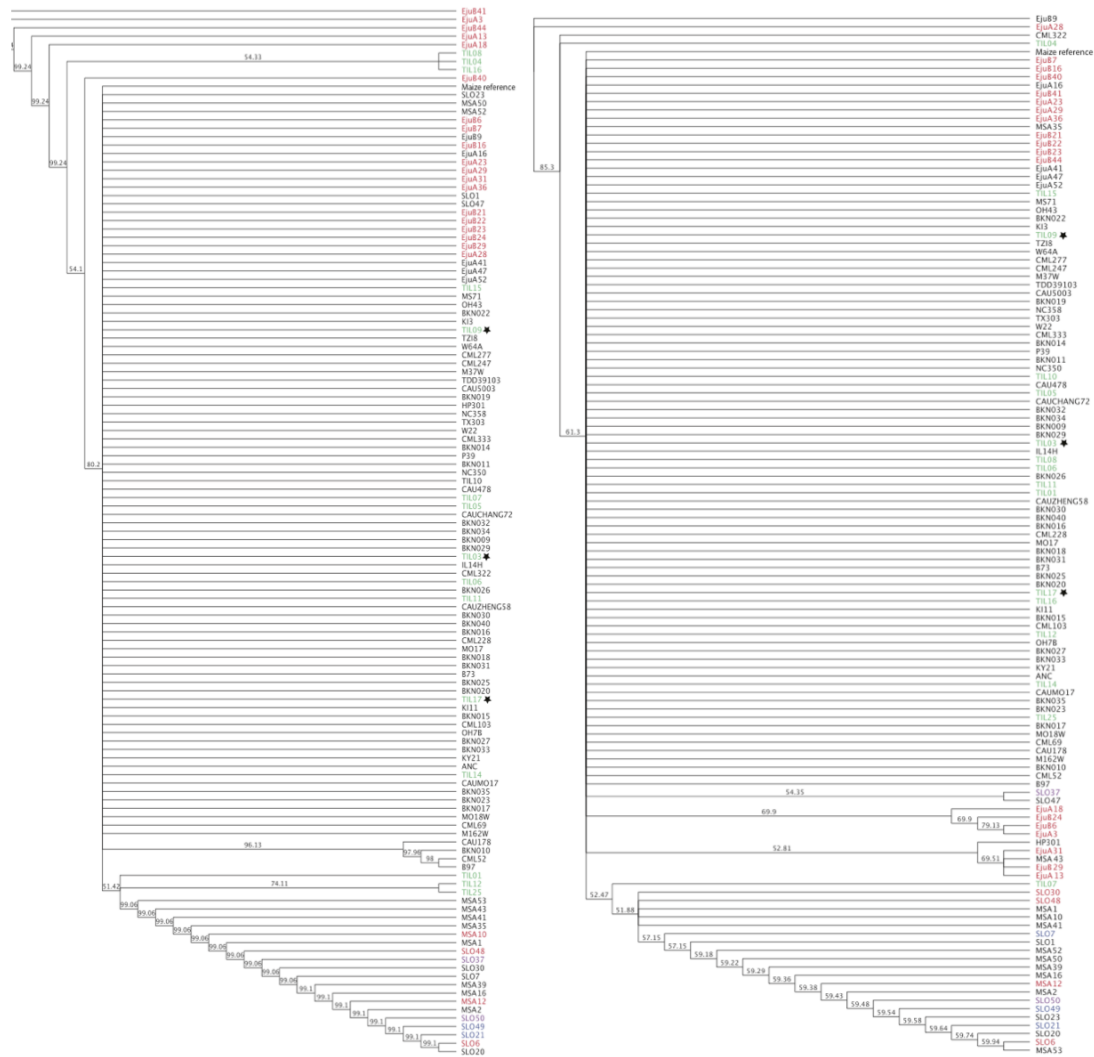 EjuB41
EjuA3
EjuB44
EjuA13
99.24
EjuA18
TIL08
54.33
TIL04
TIL16
99.24
EjuB40
Maize reference
SLO23
MSA50
MSA52
EjuB6
EjuB7
EjuB9
EjuB16
EjuA16
99.24
EjuA23
EjuA29
EjuA31
EjuA36
SLO1
SLO47
EjuB21
EjuB22
EjuB23
EjuB24
EjuB29
EjuA28
EjuA41
54.1
EjuA47
EjuA52
TIL15
MS71
OH43
BKN022
KI3
TIL09
TZI8
W64A
CML277
CML247
M37W
TDD39103
CAU5003
BKN019
HP301
NC358
TX303
W22
CML333
BKN014
P39
80.2
BKN011
NC350
TIL10
CAU478
TIL07
TIL05
CAUCHANG72
BKN032
BKN034
BKN009
BKN029
TIL03
IL14H
CML322
TIL06
BKN026
TIL11
CAUZHENG58
BKN030
BKN040
BKN016
CML228
MO17
BKN018
BKN031
B73
BKN025
BKN020
TIL17
KI11
BKN015
CML103
OH7B
BKN027
BKN033
KY21
ANC
TIL14
CAUMO17
BKN035
BKN023
BKN017
MO18W
CML69
M162W
CAU178
96.13
BKN010
97.96
CML52
98
B97
TIL01
51.47
TIL12
74.11
TIL25
MSA53
99.06
MSA43
99.06
MSA41
99.06
MSA35
99.06
MSA10
99.06
MSA1
99.06
SLO48
99.06
SLO37
99.06
SLO30
99.06
SLO7
99.06
MSA39
99.1
MSA16
99.1
MSA12
99.1
MSA2
99.1
SLO50
99.1
SLO49
99.1
SLO21
99.1
SLO6
99.1
SLO20
EjuB9
EjuA28
CML322
TIL04
Maize reference
EjuB7
EjuB16
EjuB40
EjuA16
EjuB41
EjuA23
EjuA29
EjuA36
MSA35
EjuB21
EjuB22
EjuB23
EjuB44
85.3
EjuA41
EjuA47
EjuA52
TIL15
MS71
OH43
BKN022
KI3
TIL09
TZI8
W64A
CML277
CML247
M37W
TDD39103
CAU5003
BKN019
NC358
TX303
W22
CML333
BKN014
P39
BKN011
NC350
TIL10
CAU478
TIL05
CAUCHANG72
BKN032
BKN034
BKN009
61.3
BKN029
TIL03
IL14H
TIL08
TIL06
BKN026
TIL11
TIL01
CAUZHENG58
BKN030
BKN040
BKN016
CML228
MO17
BKN018
BKN031
B73
BKN025
BKN020
TIL17
TIL16
KI11
BKN015
CML103
TIL12
OH7B
BKN027
BKN033
KY21
ANC
TIL14
CAUMO17
BKN035
BKN023
TIL25
BKN017
MO18W
CML69
CAU178
M162W
BKN010
CML52
B97
54.35
SLO37
SLO47
EjuA18
69.9
EjuB24
69.9
EjuB6
79.13
EjuA3
HP301
52.81
EjuA31
MSA43
69.51
EjuB29
EjuA13
TIL07
52.47
SLO30
SLO48
MSA1
51.88
MSA10
MSA41
SLO7
57.15
SLO1
57.15
MSA52
59.18
MSA50
59.22
MSA39
59.29
MSA16
59.36
MSA12
59.38
MSA2
59.43
SLO50
59.48
SLO49
59.54
SLO23
59.58
SLO21
59.64
SLO20
59.74
SLO6
59.94
MSA53